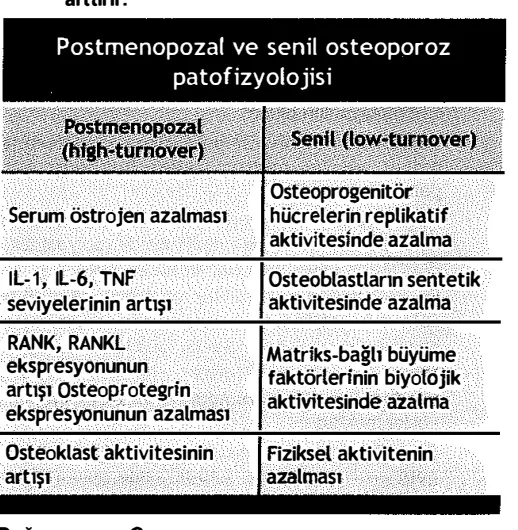 arttırır.
Postmenopozal ve senil osteoporoz
patofizyolojisi
Postmenopozal
(high-turnover)
Senil (low-turnover)
Serum östrojen azalması
Osteoprogenitör
hücrelerin replikatif
aktivitesinde azalma
IL-1, IL-6, TNF
seviyelerinin artışı
Osteoblastların sentetik
aktivitesinde azalma
RANK, RANKL
ekspresyonunun
artışı Osteoprotegrin
ekspresyonunun azalması
Matriks-bağlı büyüme
faktörlerinin biyolojik
aktivitesinde azalma
Osteoklast aktivitesinin
artışı
Fiziksel aktivitenin
azalması